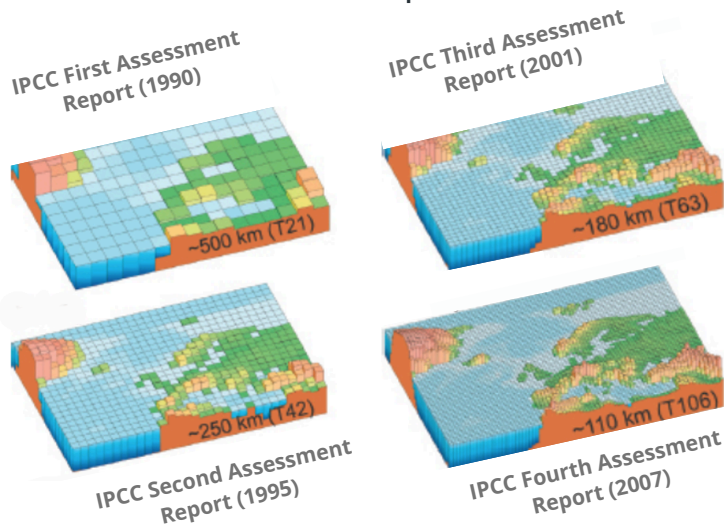 IPCC First Assessment
Report (1990)
~500 km (T21)
IPCC Third Assessment
Report (2001)
~180 km (T63)
~250 km (T42)
IPCC Second Assessment
Report (1995)
~110 km (T106)
IPCC Fourth Assessment
Report (2007)